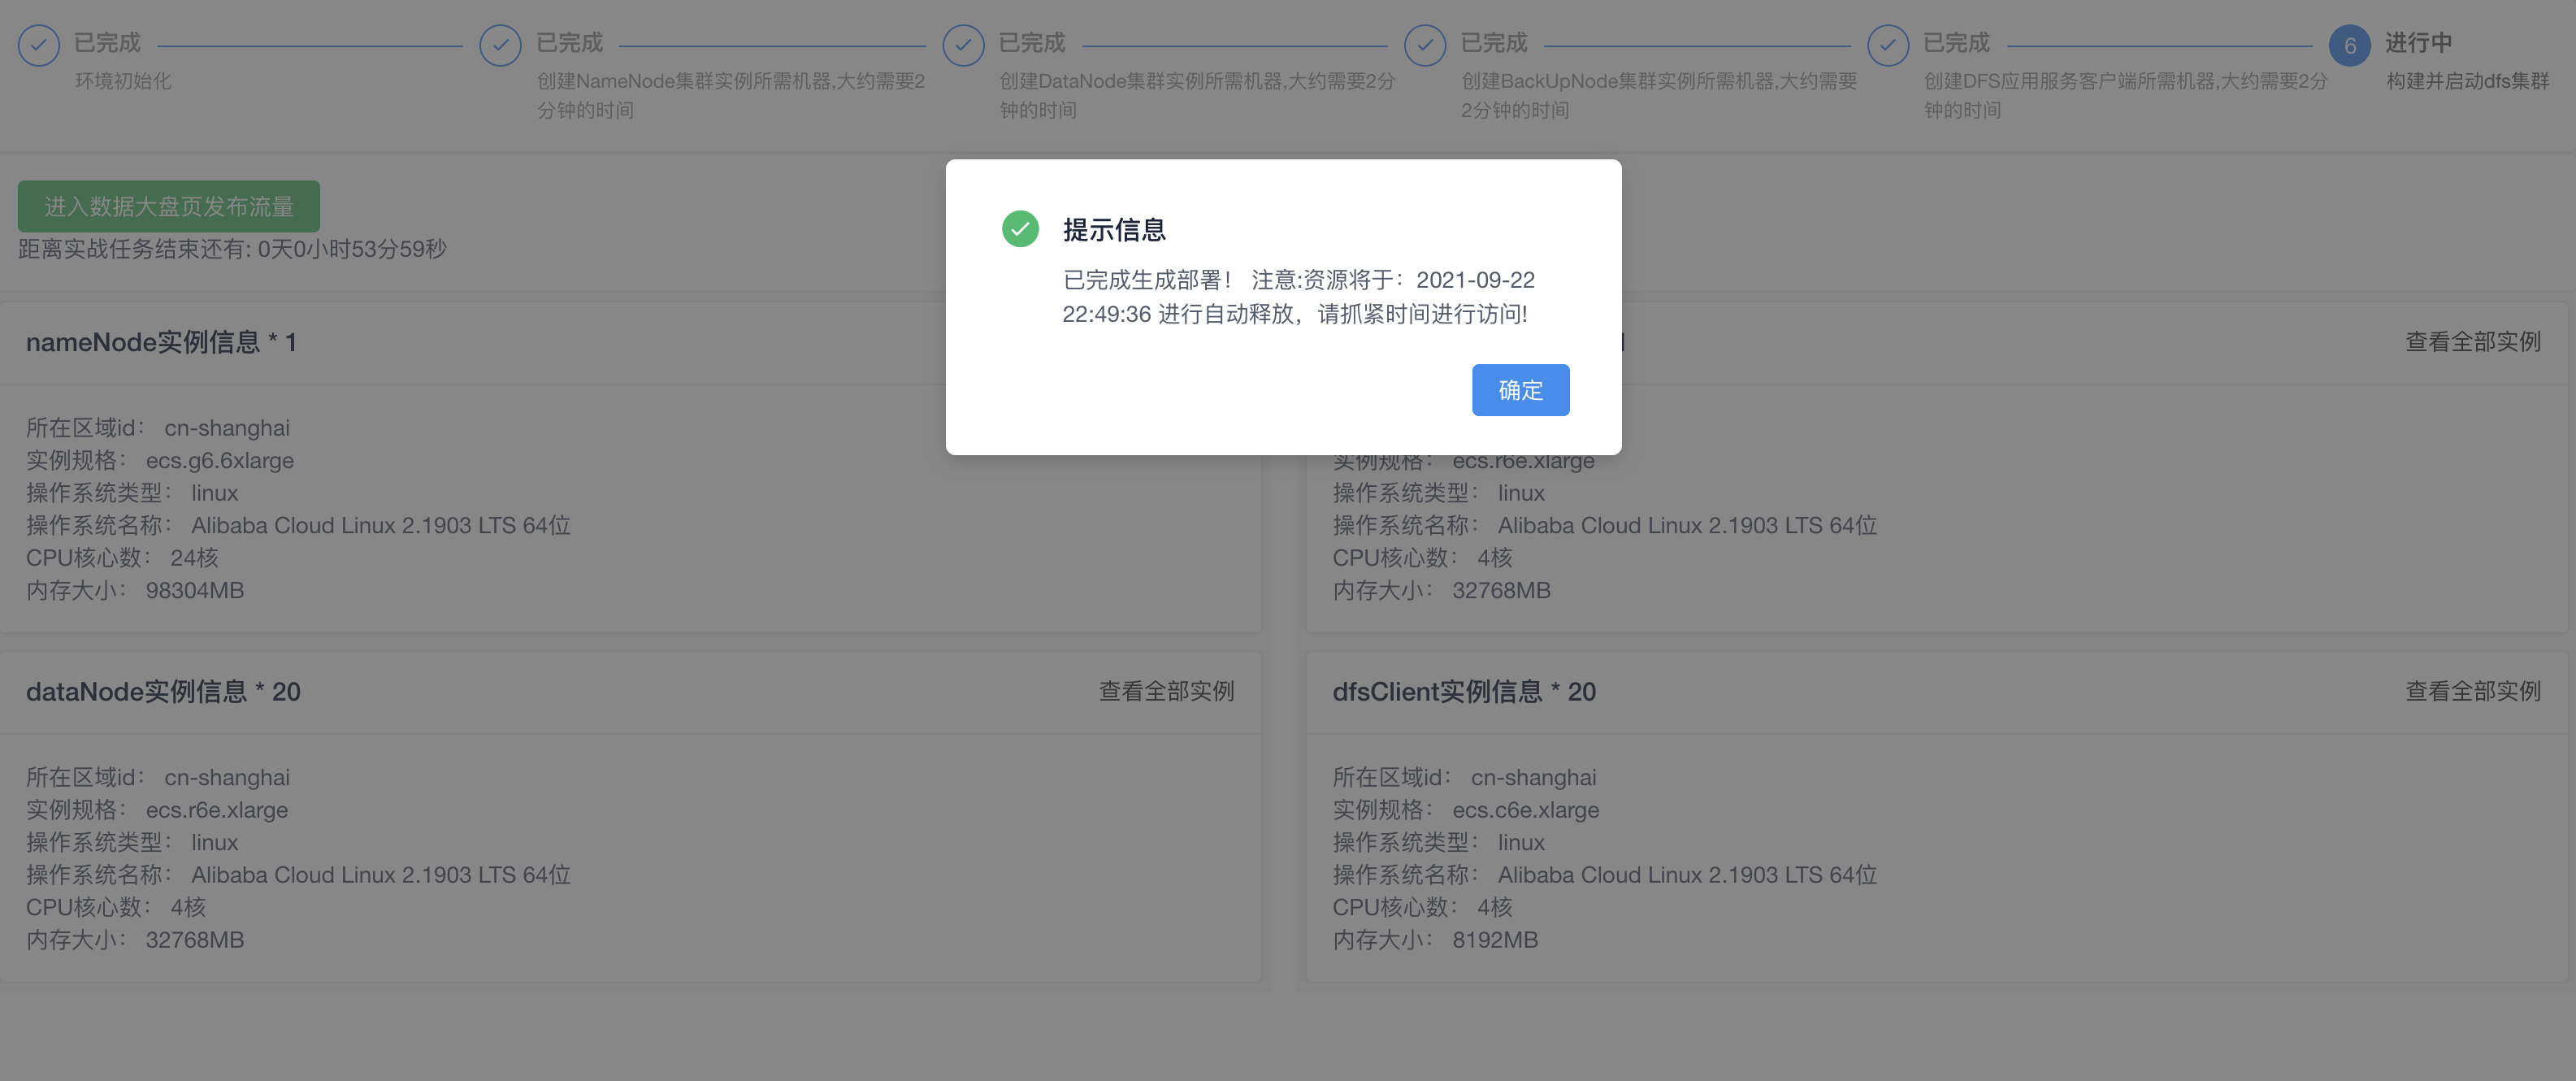 已完成
环境初始化
已完成
创建NameNode集群实例所需机器,大约需要2
分钟的时间
已完成
创建DataNode集群实例所需机器,大约需要2分
钟的时间
已完成
创建BackUpNode集群实例所需机器,大约需要
2分钟的时间
已完成
创建DFS应用服务客户端所需机器,大约需要2分
钟的时间
6
进行中
构建并启动dfs集群
进入数据大盘页发布流量
距离实战任务结束还有: 0天0小时53分59秒
提示信息
已完成生成部署！ 注意:资源将于：2021-09-22
22:49:36 进行自动释放，请抓紧时间进行访问!
确定
nameNode实例信息 * 1
所在区域id： cn-shanghai
实例规格： ecs.g6.6xlarge
操作系统类型： linux
操作系统名称： Alibaba Cloud Linux 2.1903 LTS 64位
CPU核心数： 24核
内存大小： 98304MB
查看全部实例
实例规格： ecs.r6e.xlarge
操作系统类型： linux
操作系统名称： Alibaba Cloud Linux 2.1903 LTS 64位
CPU核心数： 4核
内存大小： 32768MB
dataNode实例信息 * 20
查看全部实例
所在区域id： cn-shanghai
实例规格： ecs.r6e.xlarge
操作系统类型： linux
操作系统名称： Alibaba Cloud Linux 2.1903 LTS 64位
CPU核心数： 4核
内存大小： 32768MB
dfsClient实例信息 * 20
查看全部实例
所在区域id： cn-shanghai
实例规格： ecs.c6e.xlarge
操作系统类型： linux
操作系统名称： Alibaba Cloud Linux 2.1903 LTS 64位
CPU核心数： 4核
内存大小： 8192MB